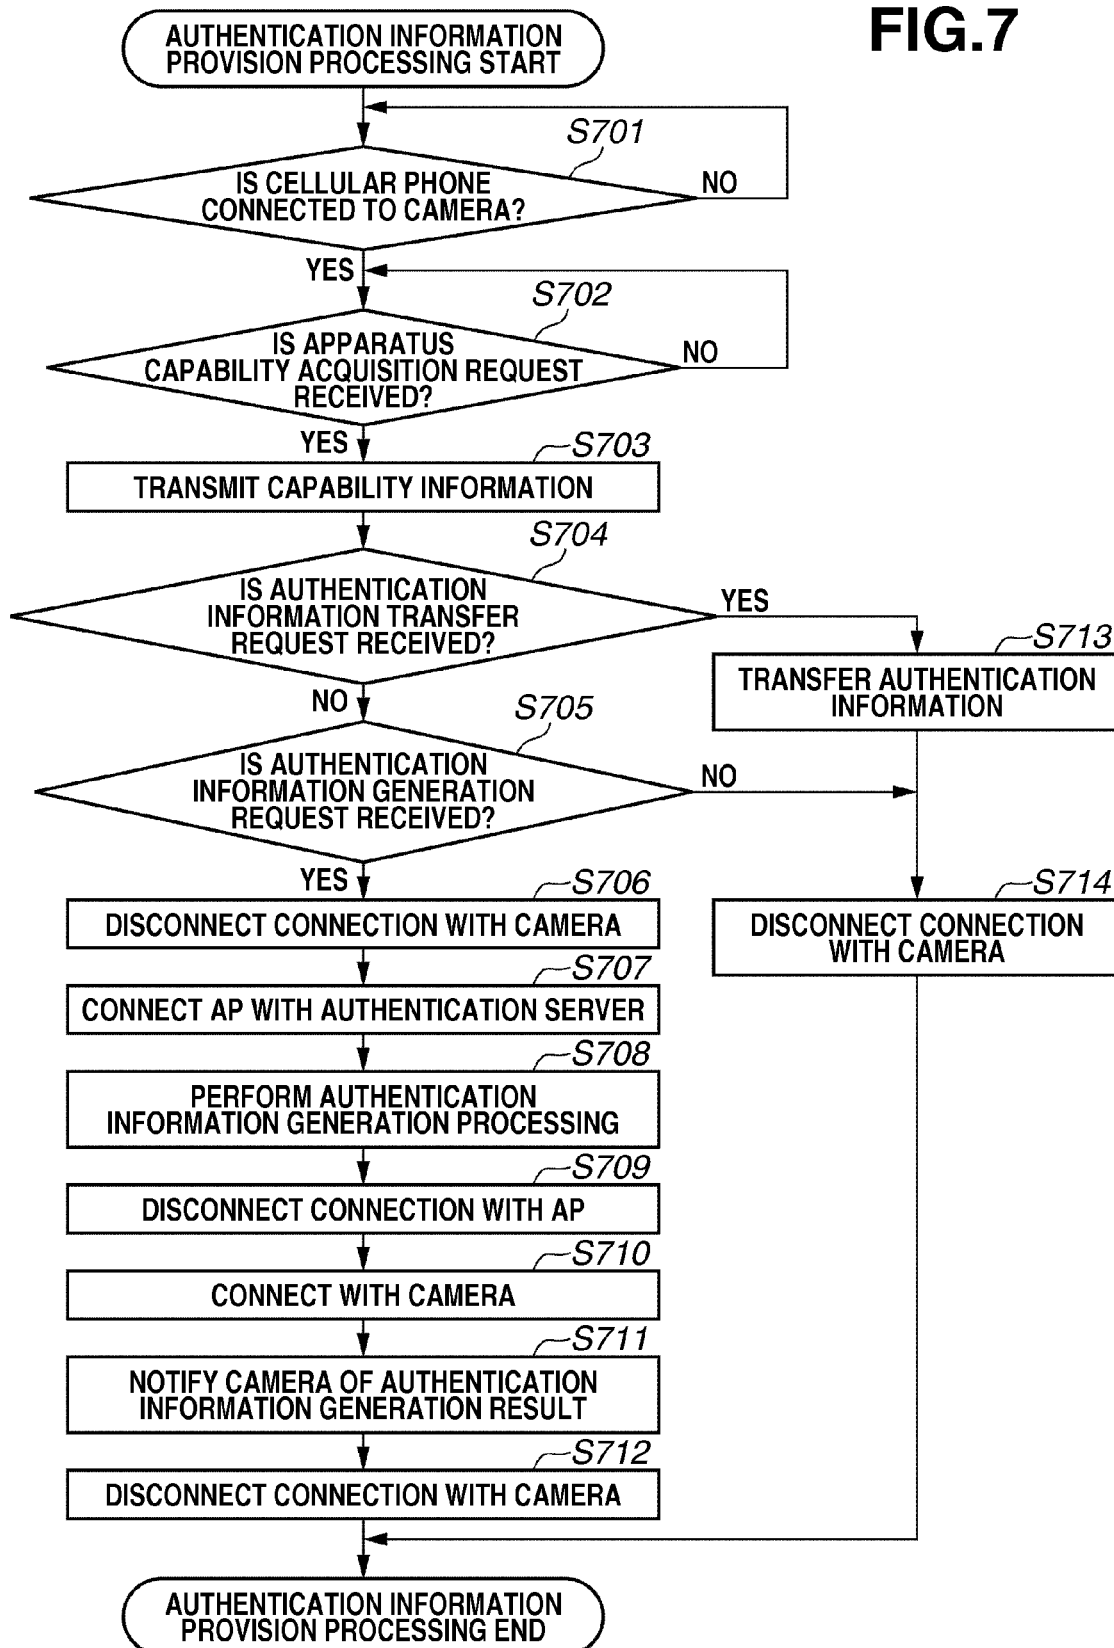 FIG.7
AUTHENTICATION INFORMATION
PROVISION PROCESSING START
S701
IS CELLULAR PHONE
CONNECTED TO CAMERA?
NO
YES
S702
IS APPARATUS
CAPABILITY ACQUISITION REQUEST
RECEIVED?
NO
YES
S703
TRANSMIT CAPABILITY INFORMATION
S704
IS AUTHENTICATION
INFORMATION TRANSFER
REQUEST RECEIVED?
YES
S713
TRANSFER AUTHENTICATION
INFORMATION
NO
S705
IS AUTHENTICATION
INFORMATION GENERATION
REQUEST RECEIVED?
NO
YES
S706
DISCONNECT CONNECTION WITH CAMERA
S714
DISCONNECT CONNECTION
WITH CAMERA
S707
CONNECT AP WITH AUTHENTICATION SERVER
S708
PERFORM AUTHENTICATION
INFORMATION GENERATION PROCESSING
S709
DISCONNECT CONNECTION WITH AP
S710
CONNECT WITH CAMERA
S711
NOTIFY CAMERA OF AUTHENTICATION
INFORMATION GENERATION RESULT
S712
DISCONNECT CONNECTION WITH CAMERA
AUTHENTICATION INFORMATION
PROVISION PROCESSING END